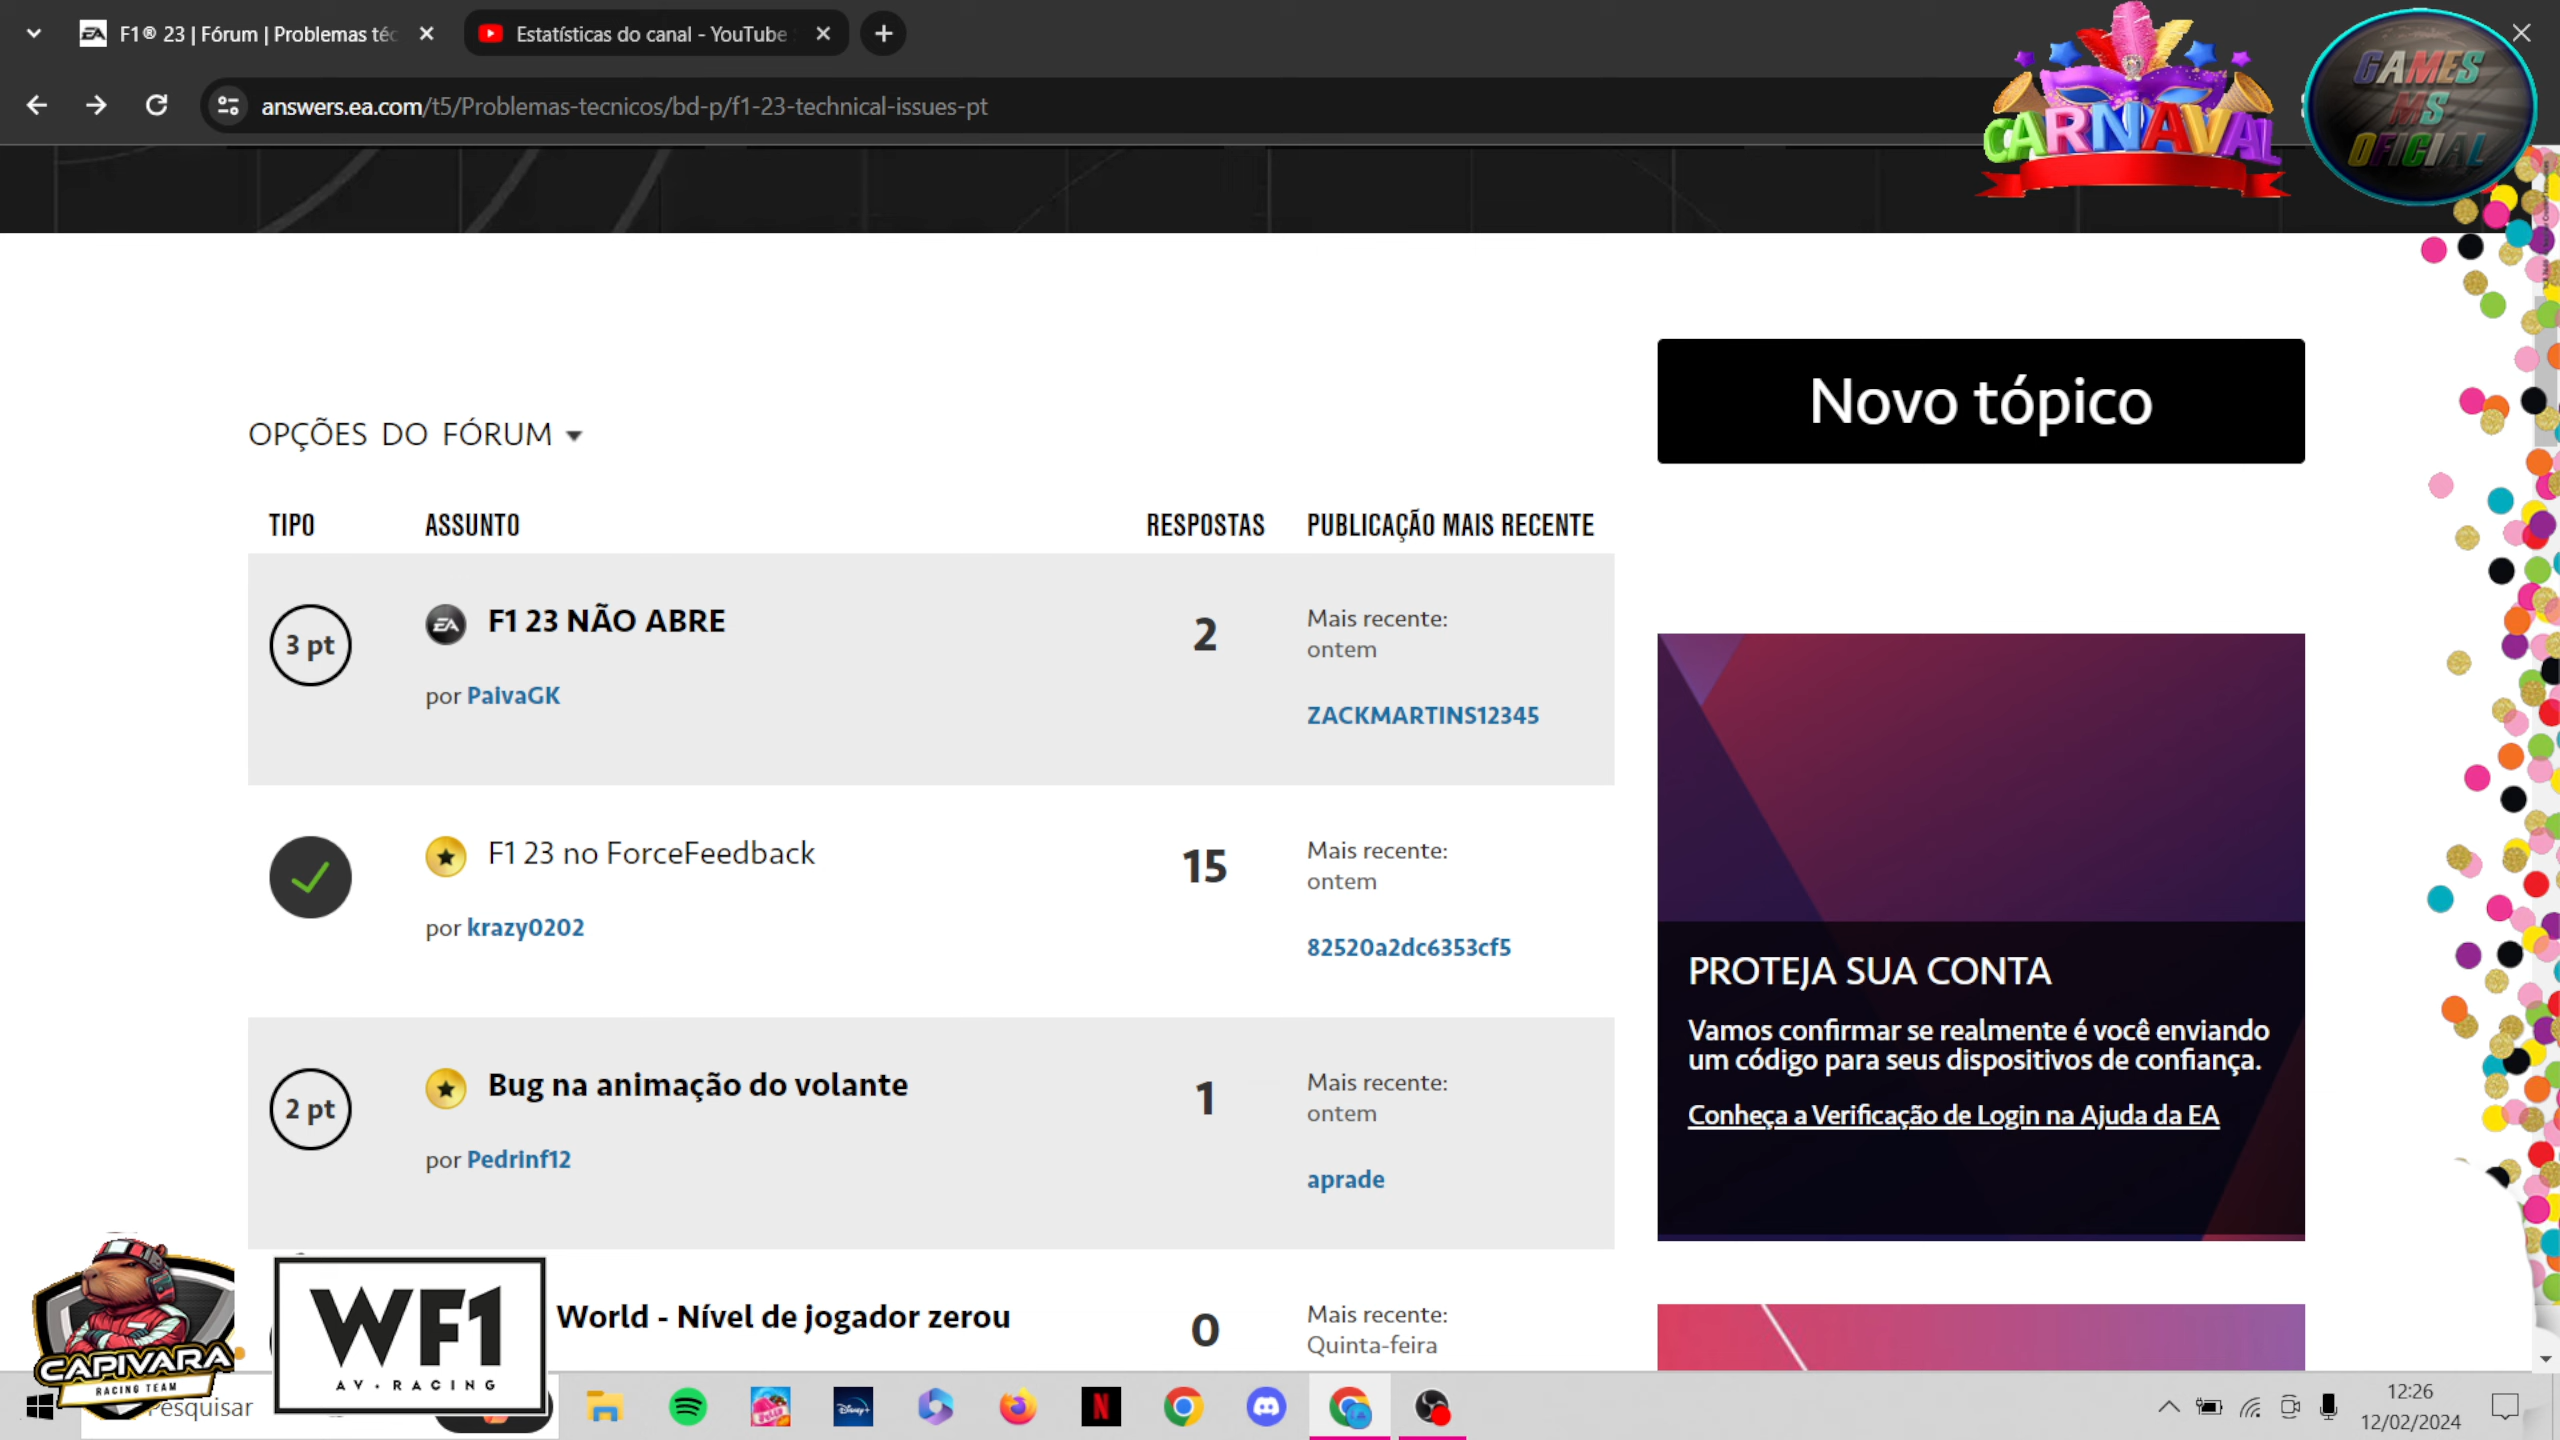 F1® 23 | Fórum | Problemas téc
Estatísticas do canal - YouTube
answers.ea.com/t5/Problemas-tecnicos/bd-p/f1-23-technical-issues-pt
CARNAVAL
GAMES
MS
OFICIAL
Novo tópico
OPÇÕES DO FÓRUM
TIPO ASSUNTO RESPOSTAS PUBLICAÇÃO MAIS RECENTE
3 pt
EA
F1 23 NÃO ABRE
por PaivaGK
2
Mais recente:
ontem
ZACKMARTINS12345
F1 23 no ForceFeedback
por krazy0202
15
Mais recente:
ontem
82520a2dc6353cf5
2 pt
Bug na animação do volante
por Pedrinf12
1
Mais recente:
ontem
aprade
World - Nível de jogador zerou
0
Mais recente:
Quinta-feira
PROTEJA SUA CONTA
Vamos confirmar se realmente é você enviando
um código para seus dispositivos de confiança.
Conheça a Verificação de Login na Ajuda da EA
CAPIVARA
RACING TEAM
WF1
AV • RACING
Pesquisar
Disney+
N
12:26
12/02/2024